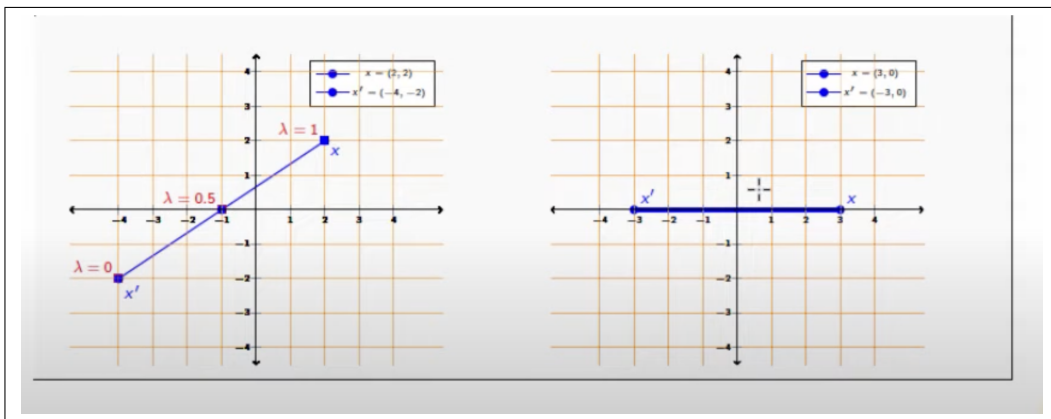 x = (2, 2)
x′ = (−4, −2)
λ = 1
x
λ = 0.5
λ = 0
x′
4
3
2
1
−4 −3 −2 −1 1 2 3 4
−1
−2
−3
−4
x = (3, 0)
x′ = (−3, 0)
4
3
2
1
x′ x
−4 −3 −2 −1 1 2 3 4
−1
−2
−3
−4